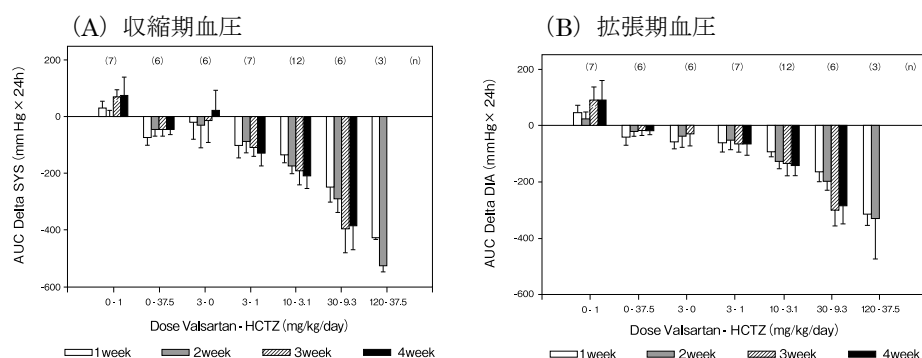 (A) 収縮期血圧
200
0
-200
-400
-600
AUC Delta SYS (mmHg×24h)
(7) (6) (6) (7) (12) (6) (3) (n)
0-1 0-37.5 3-0 3-1 10-3.1 30-9.3 120-37.5
Dose Valsartan-HCTZ (mg/kg/day)
1week 2week 3week 4week
(B) 拡張期血圧
200
0
-200
-400
-600
AUC Delta DIA (mmHg×24h)
(7) (6) (6) (7) (12) (6) (3) (n)
0-1 0-37.5 3-0 3-1 10-3.1 30-9.3 120-37.5
Dose Valsartan-HCTZ (mg/kg/day)
1week 2week 3week 4week